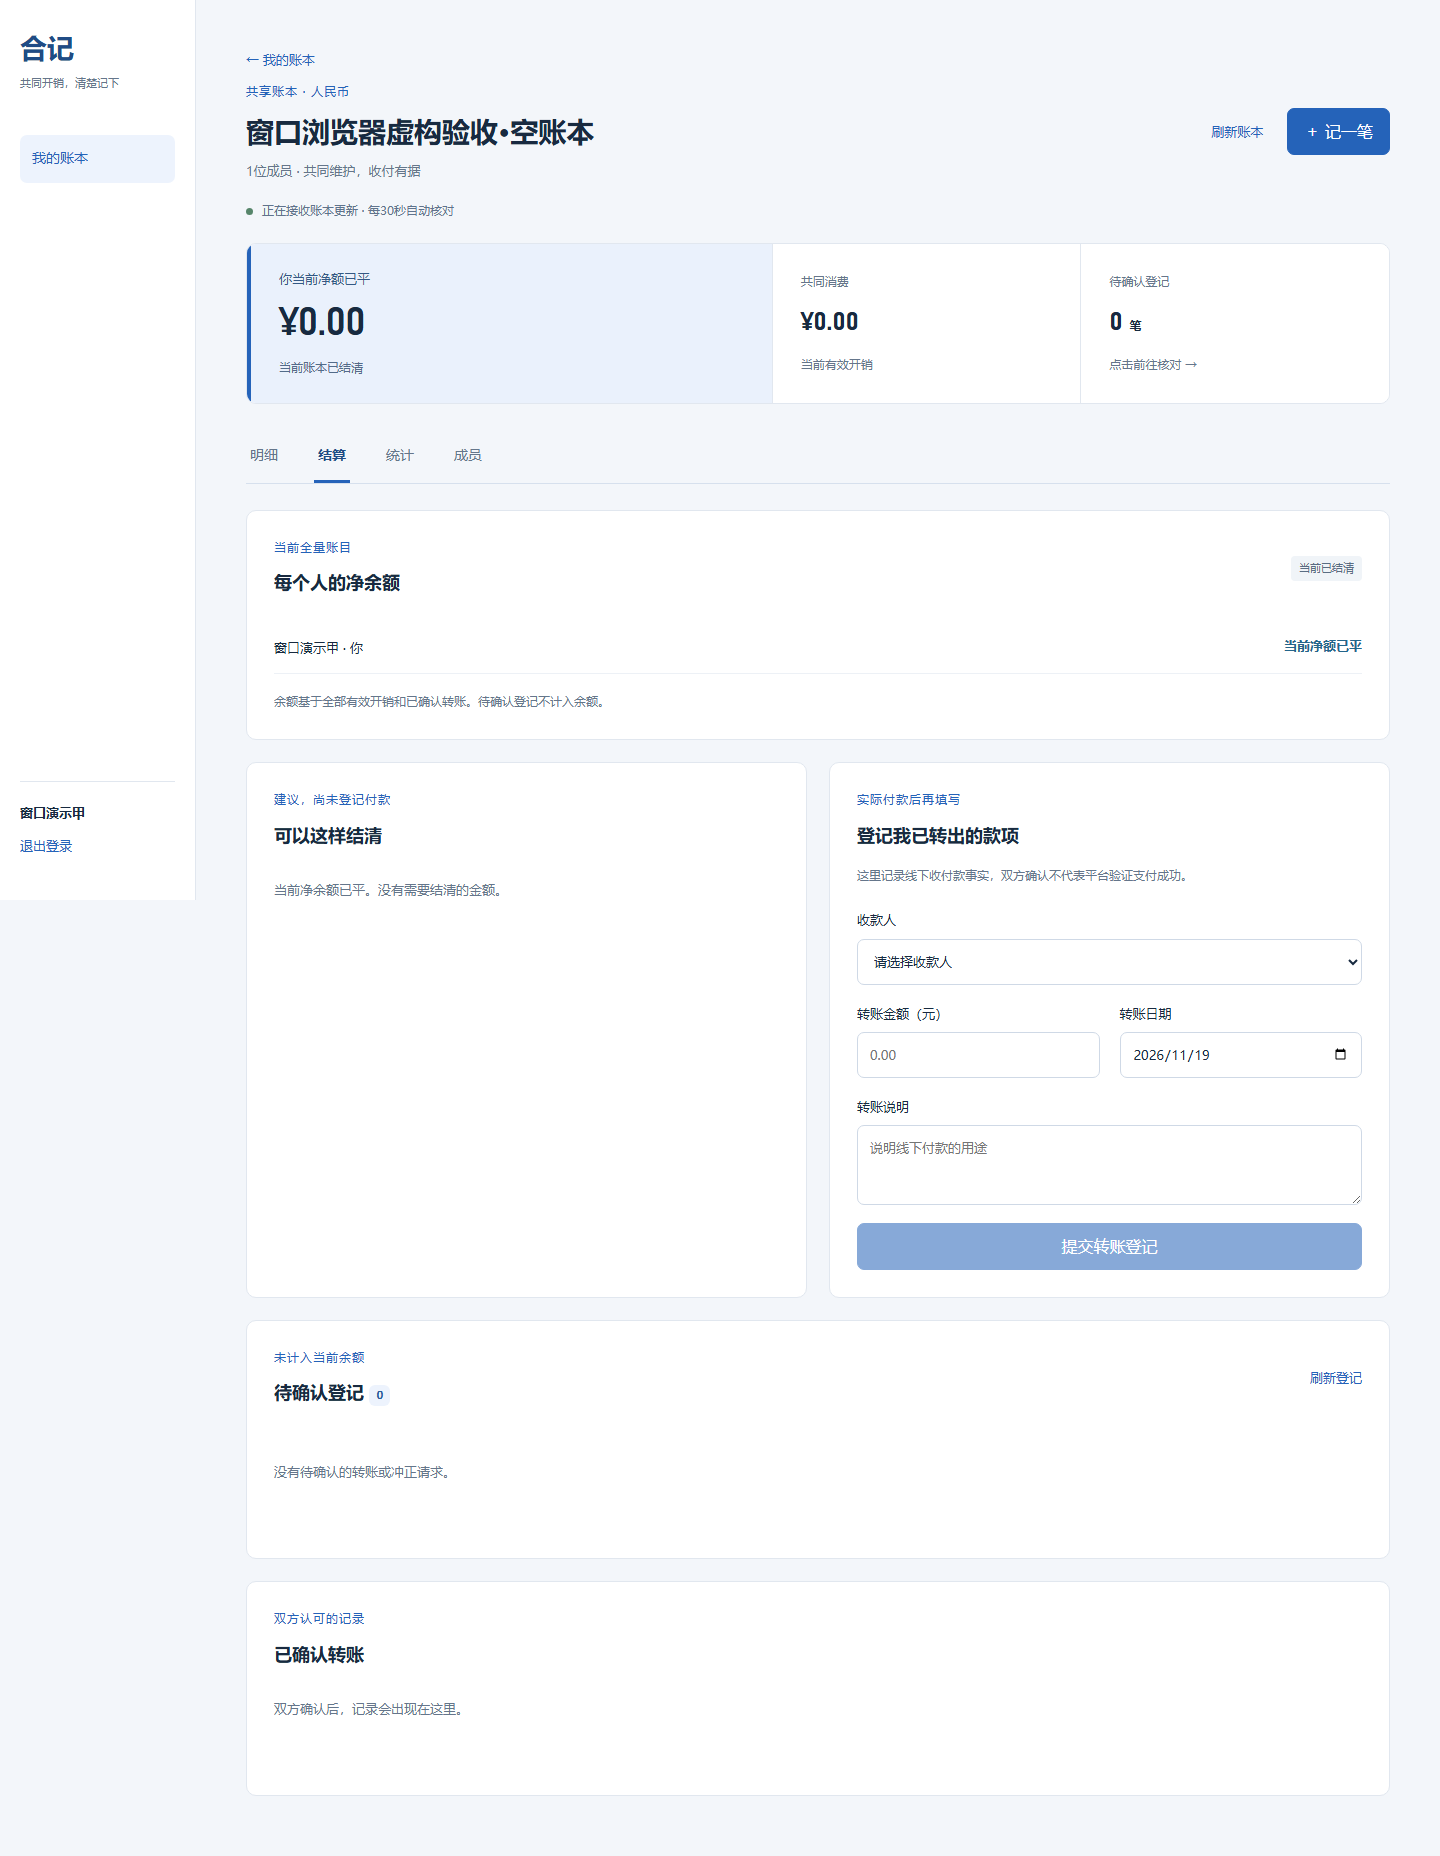 合记
共同开销，清楚记下
我的账本
窗口演示甲
退出登录
← 我的账本
共享账本 · 人民币
窗口浏览器虚构验收•空账本
1位成员 · 共同维护，收付有据
正在接收账本更新 · 每30秒自动核对
刷新账本
+ 记一笔
你当前净额已平
¥0.00
当前账本已结清
共同消费
¥0.00
当前有效开销
待确认登记
0 笔
点击前往核对 →
明细 结算 统计 成员
当前全量账目
每个人的净余额
当前已结清
窗口演示甲 · 你 当前净额已平
余额基于全部有效开销和已确认转账。待确认登记不计入余额。
建议，尚未登记付款
可以这样结清
当前净余额已平。没有需要结清的金额。
实际付款后再填写
登记我已转出的款项
这里记录线下收付款事实，双方确认不代表平台验证支付成功。
收款人
请选择收款人
转账金额（元） 转账日期
0.00 2026/11/19
转账说明
说明线下付款的用途
提交转账登记
未计入当前余额
待确认登记 0
刷新登记
没有待确认的转账或冲正请求。
双方认可的记录
已确认转账
双方确认后，记录会出现在这里。